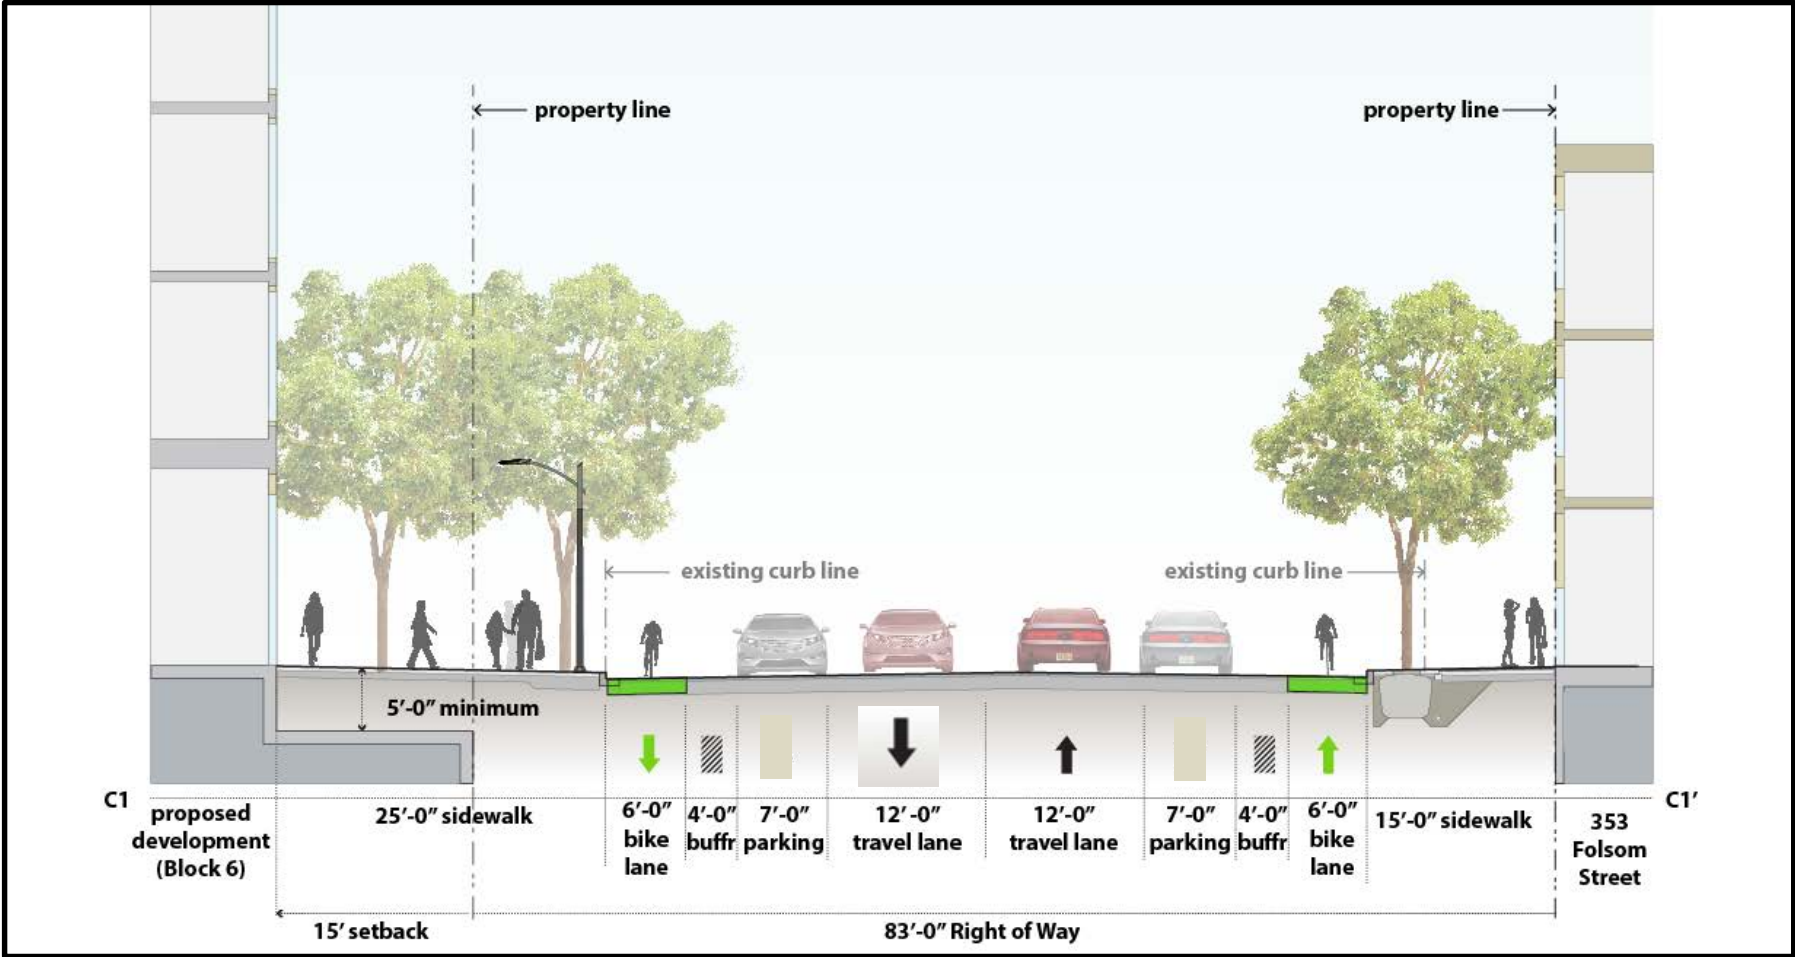 property line
property line
existing curb line
existing curb line
5’-0” minimum
C1
C1’
proposed
development
(Block 6)
25’-0” sidewalk
6’-0”
bike
lane
4’-0”
buffr
7’-0”
parking
12’-0”
travel lane
12’-0”
travel lane
7’-0”
parking
4’-0”
buffr
6’-0”
bike
lane
15’-0” sidewalk
353
Folsom
Street
15’ setback
83’-0” Right of Way